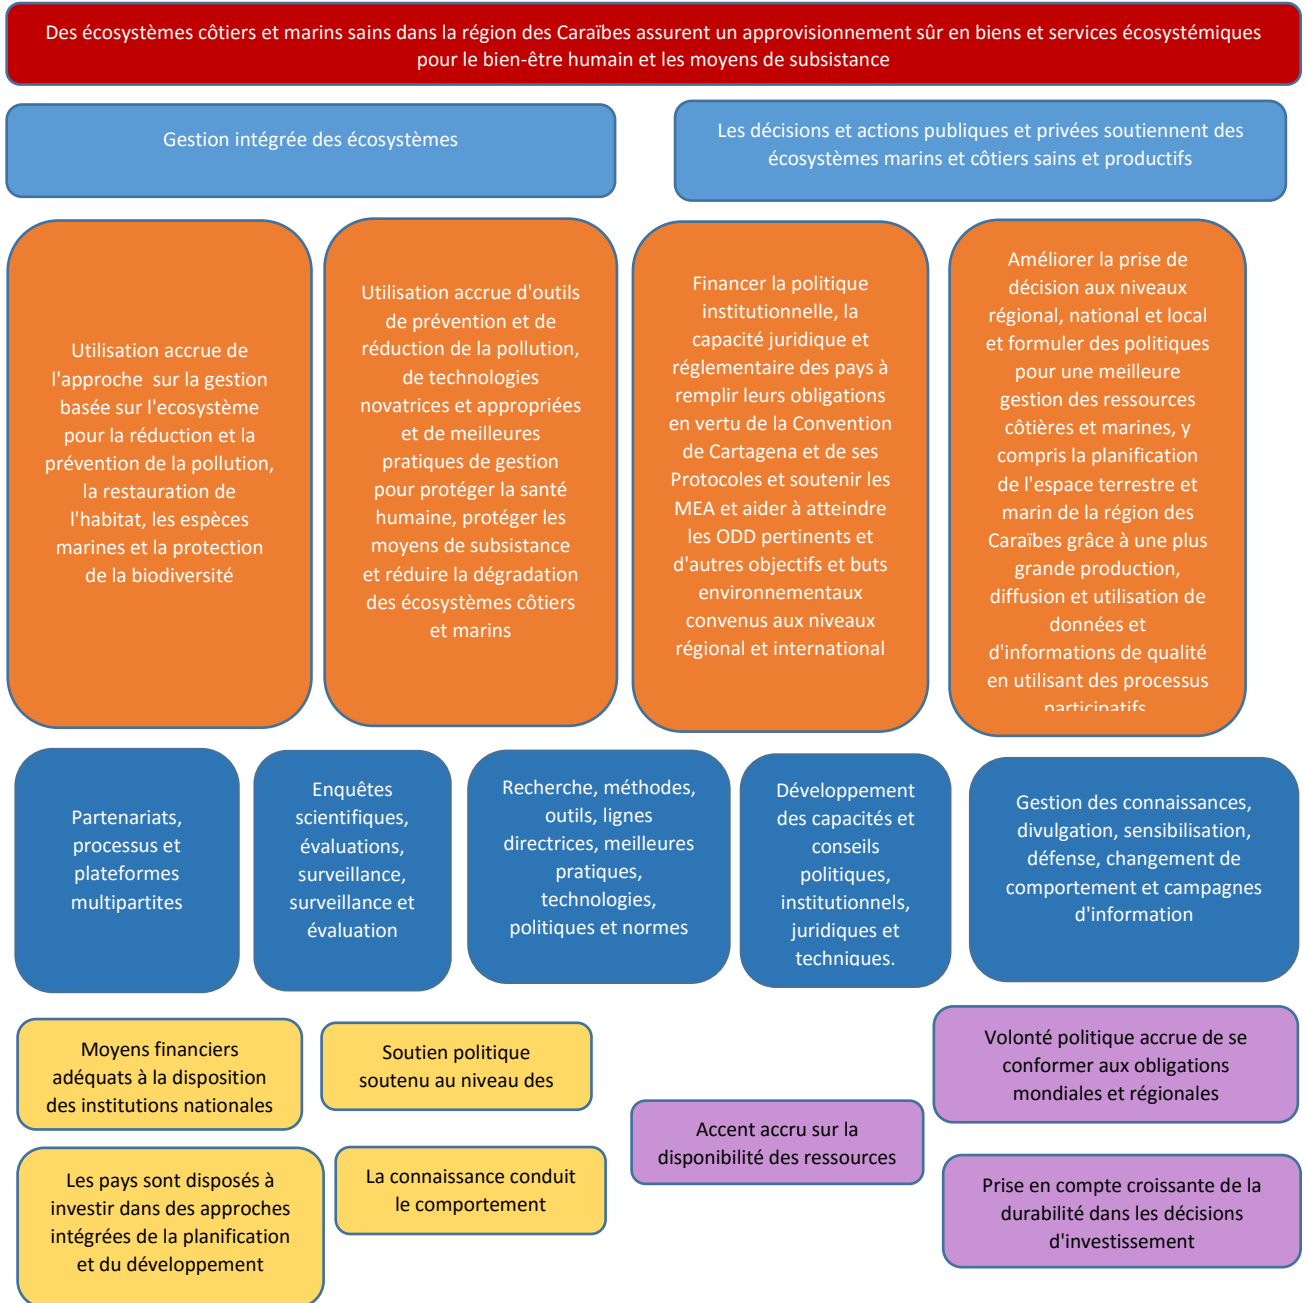 Des écosystèmes côtiers et marins sains dans la région des Caraïbes assurent un approvisionnement sûr en biens et services écosystémiques
pour le bien-être humain et les moyens de subsistance
Gestion intégrée des écosystèmes
Les décisions et actions publiques et privées soutiennent des
écosystèmes marins et côtiers sains et productifs
Utilisation accrue de
l'approche  sur la gestion
basée sur l'ecosystème
pour la réduction et la
prévention de la pollution,
la restauration de
l'habitat, les espèces
marines et la protection
de la biodiversité
Utilisation accrue d'outils
de prévention et de
réduction de la pollution,
de technologies
novatrices et appropriées
et de meilleures
pratiques de gestion
pour protéger la santé
humaine, protéger les
moyens de subsistance
et réduire la dégradation
des écosystèmes côtiers
et marins
Financer la politique
institutionnelle, la
capacité juridique et
réglementaire des pays à
remplir leurs obligations
en vertu de la Convention
de Cartagena et de ses
Protocoles et soutenir les
MEA et aider à atteindre
les ODD pertinents et
d'autres objectifs et buts
environnementaux
convenus aux niveaux
régional et international
Améliorer la prise de
décision aux niveaux
régional, national et local
et formuler des politiques
pour une meilleure
gestion des ressources
côtières et marines, y
compris la planification
de l'espace terrestre et
marin de la région des
Caraïbes grâce à une plus
grande production,
diffusion et utilisation de
données et
d'informations de qualité
en utilisant des processus
participatifs
Partenariats,
processus et
plateformes
multipartites
Enquêtes
scientifiques,
évaluations,
surveillance,
surveillance et
évaluation
Recherche, méthodes,
outils, lignes
directrices, meilleures
pratiques,
technologies,
politiques et normes
Développement
des capacités et
conseils
politiques,
institutionnels,
juridiques et
techniques.
Gestion des connaissances,
divulgation, sensibilisation,
défense, changement de
comportement et campagnes
d'information
Moyens financiers
adéquats à la disposition
des institutions nationales
Soutien politique
soutenu au niveau des
Les pays sont disposés à
investir dans des approches
intégrées de la planification
et du développement
La connaissance conduit
le comportement
Accent accru sur la
disponibilité des ressources
Volonté politique accrue de se
conformer aux obligations
mondiales et régionales
Prise en compte croissante de la
durabilité dans les décisions
d'investissement